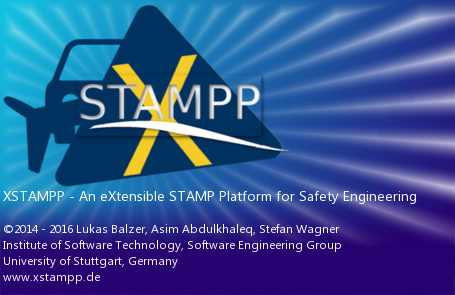 X
STAMPP
XSTAMPP - An eXtensible STAMP Platform for Safety Engineering
©2014 - 2016 Lukas Balzer, Asim Abdulkhaleq, Stefan Wagner
Institute of Software Technology, Software Engineering Group
University of Stuttgart, Germany
www.xstampp.de